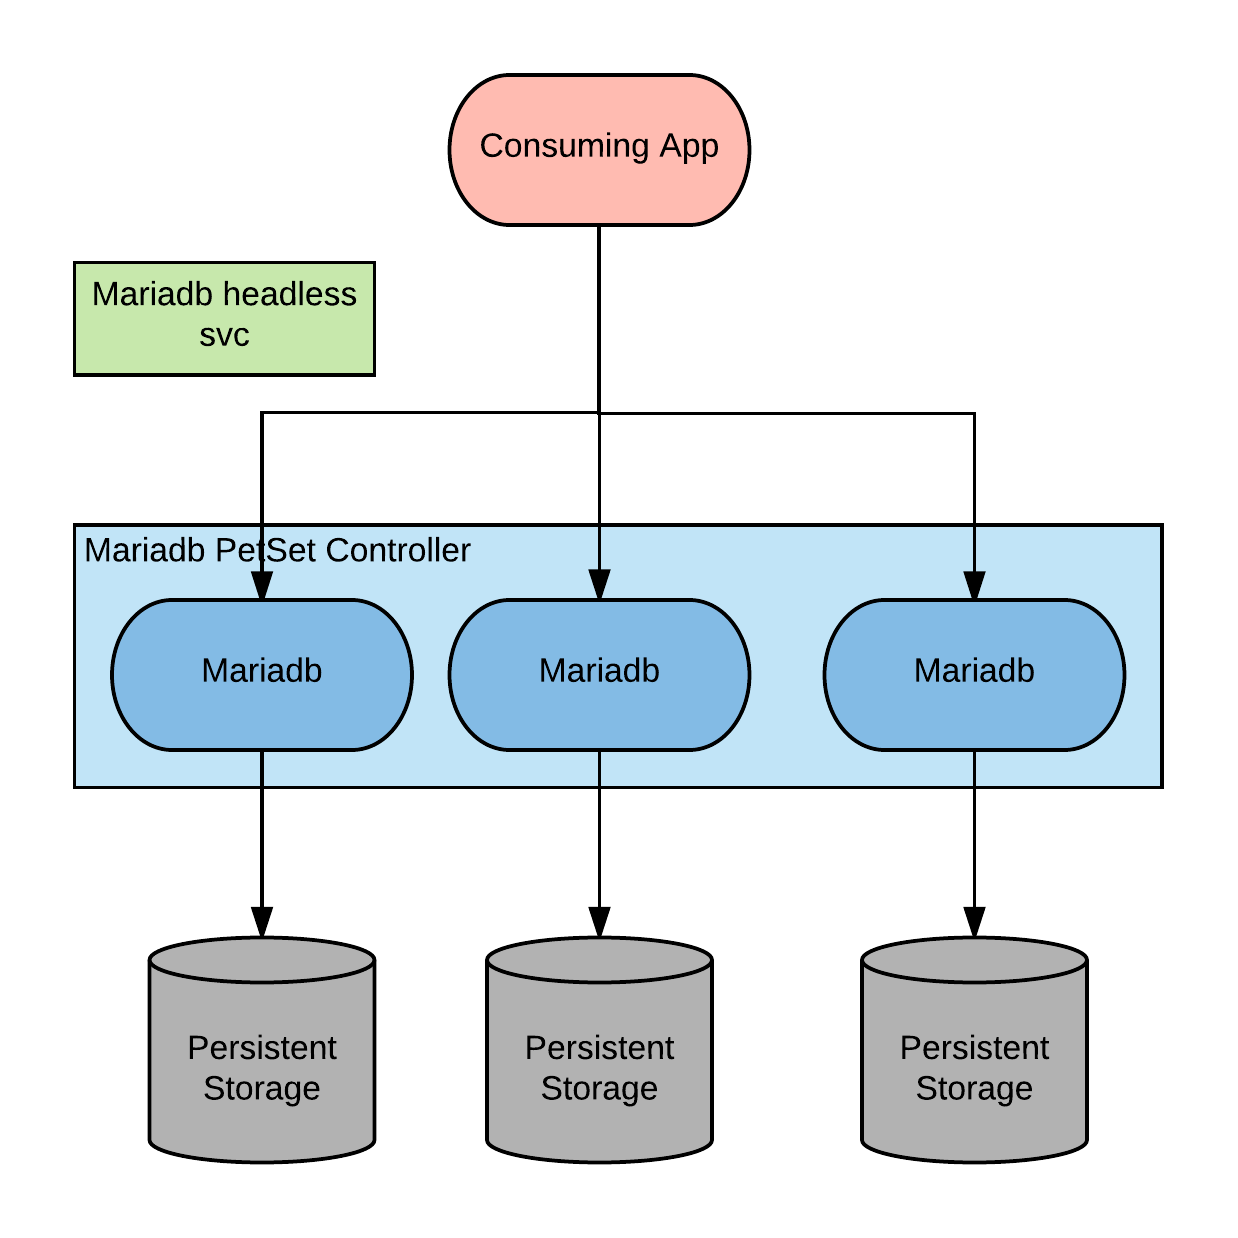 Consuming App
Mariadb headless
svc
Mariadb PetSet Controller
Mariadb
Mariadb
Mariadb
Persistent
Storage
Persistent
Storage
Persistent
Storage